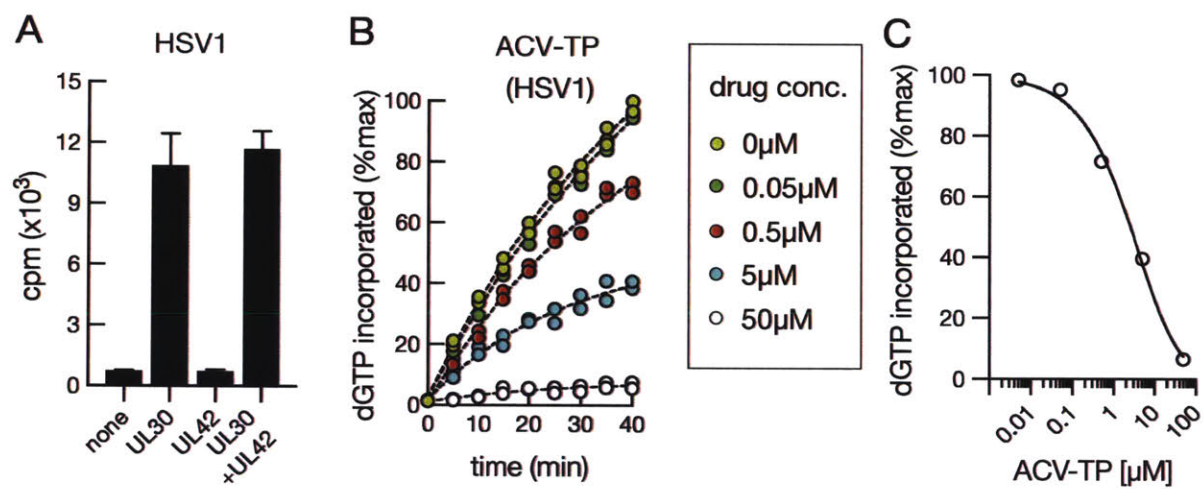 A
HSV1
cpm (x10³)
15
12
9
6
3
0
none
UL30
UL42
UL30
+UL42
B
ACV-TP
(HSV1)
dGTP incorporated (%max)
100
80
60
40
20
0
0
10
20
30
40
time (min)
drug conc.
0µM
0.05µM
0.5µM
5µM
50µM
C
dGTP incorporated (%max)
100
80
60
40
20
0
0.01
0.1
1
10
100
ACV-TP [µM]